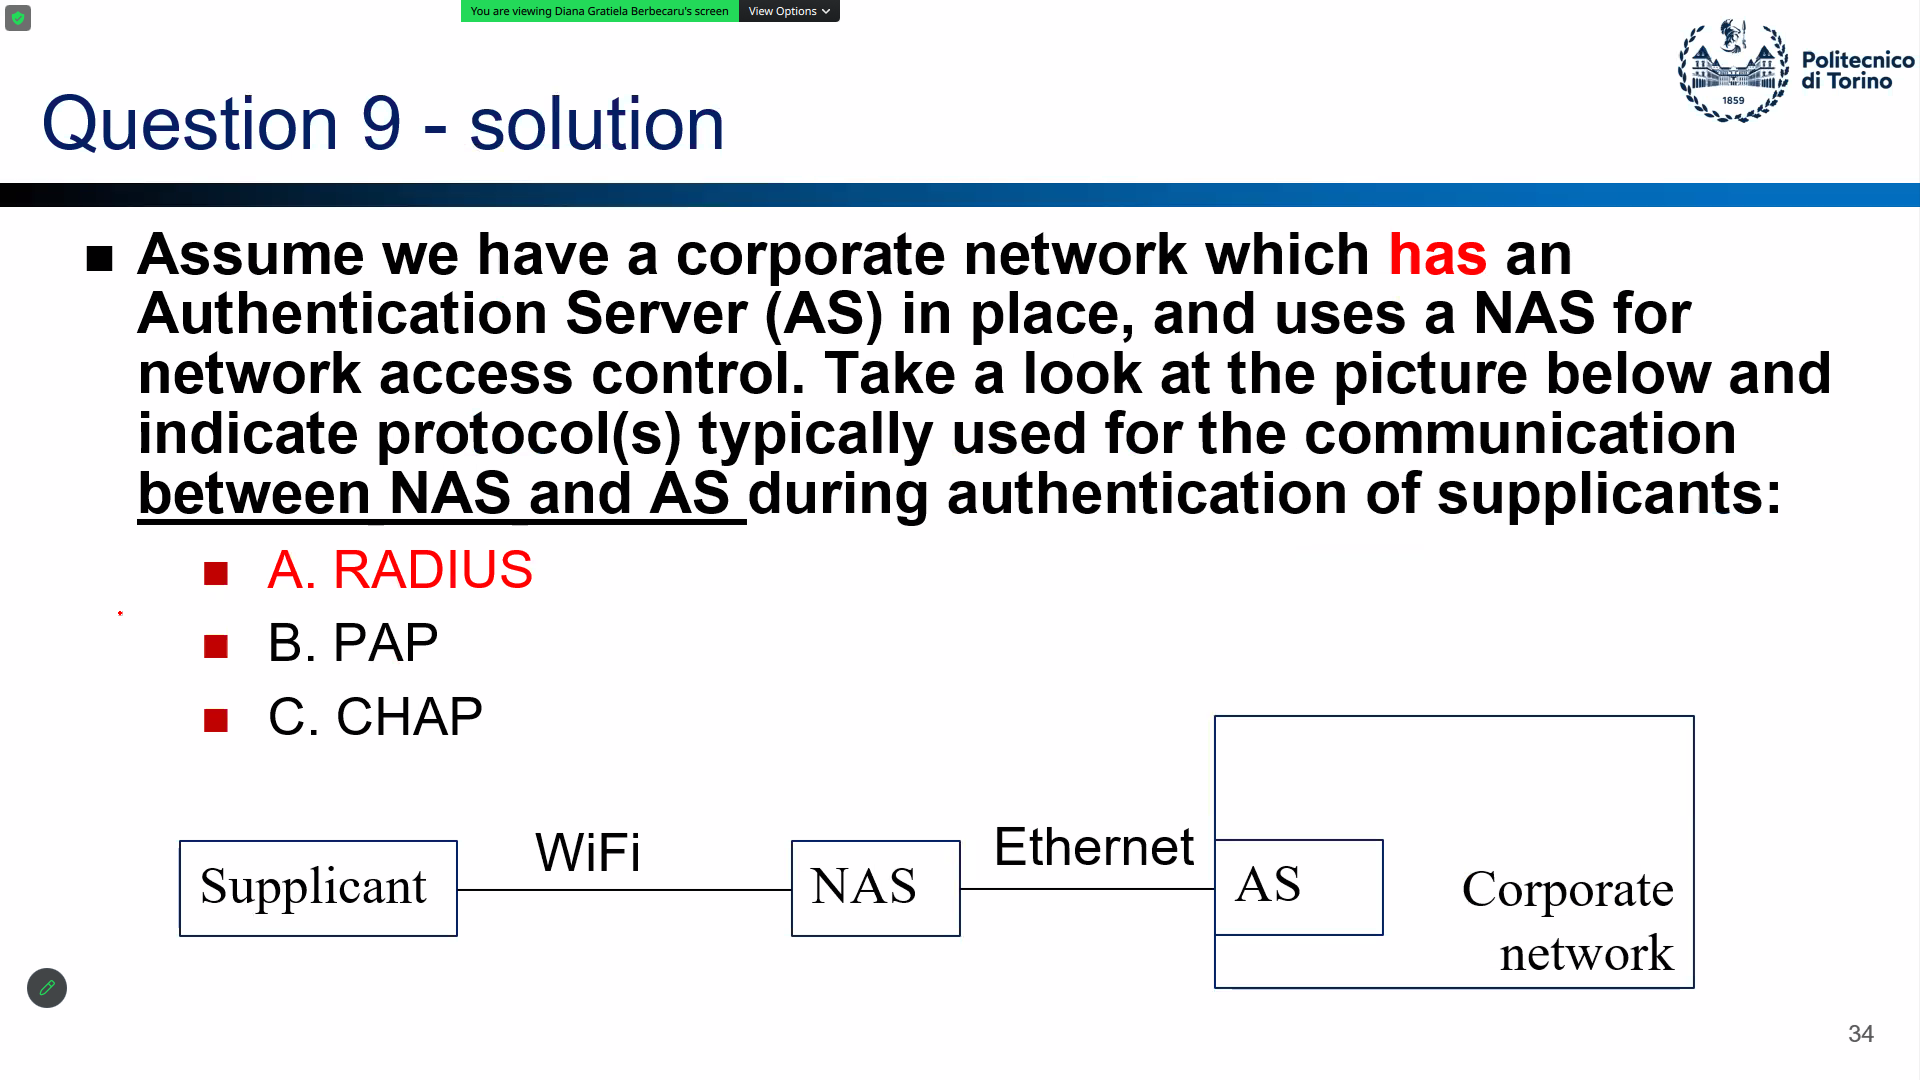 You are viewing Diana Gratiela Berbecaru's screen View Options
Politecnico
di Torino
1859
Question 9 - solution
Assume we have a corporate network which has an
Authentication Server (AS) in place, and uses a NAS for
network access control. Take a look at the picture below and
indicate protocol(s) typically used for the communication
between NAS and AS during authentication of supplicants:
A. RADIUS
B. PAP
C. CHAP
Supplicant
WiFi
NAS
Ethernet
AS
Corporate
network
34